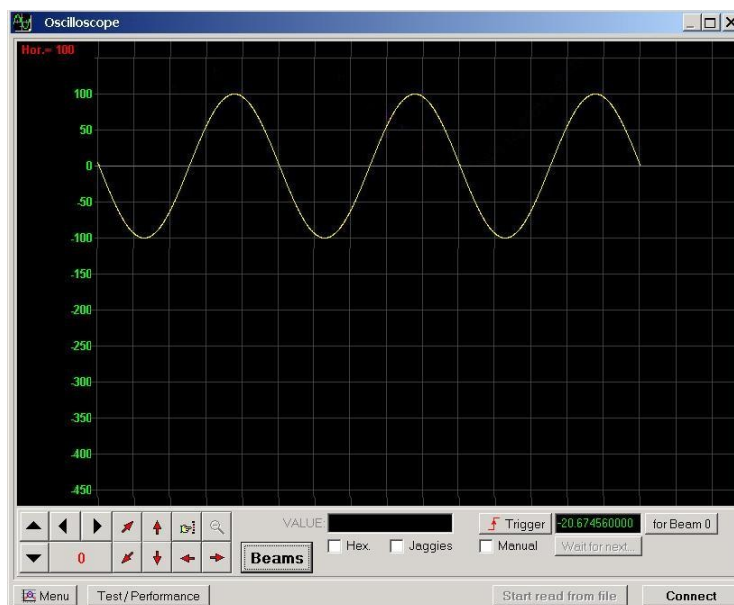 Oscilloscope
Hor.= 100
100
50
0
-50
-100
-150
-200
-250
-300
-350
-400
-450
VALUE:
Trigger
-20.674560000
for Beam 0
0
Beams
Hex.
Jaggies
Manual
Wait for next...
Menu
Test / Performance
Start read from file
Connect